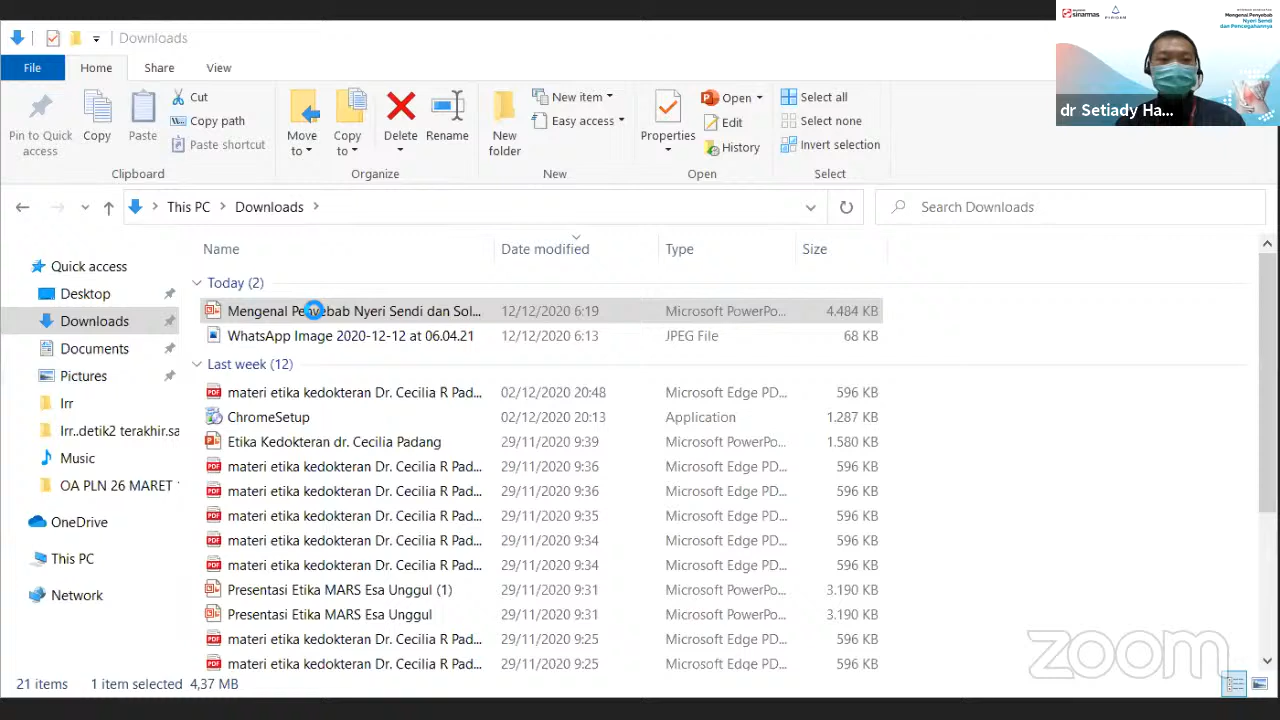 Downloads
File Home Share View
Pin to Quick access
Copy
Paste
Cut
Copy path
Paste shortcut
Clipboard
Move to
Copy to
Delete
Rename
Organize
New folder
New item
Easy access
New
Properties
Open
Edit
History
Open
Select all
Select none
Invert selection
Select
sinarmas
Mengenal Penyebab
Nyeri Sendi
dan Pencegahannya
dr Setiady Ha...
This PC Downloads
Search Downloads
Quick access
Desktop
Downloads
Documents
Pictures
Irr
Irr..detik2 terakhir.sa
Music
OA PLN 26 MARET
OneDrive
This PC
Network
Name Date modified Type Size
Today (2)
Mengenal Penyebab Nyeri Sendi dan Sol... 12/12/2020 6:19 Microsoft PowerPo... 4.484 KB
WhatsApp Image 2020-12-12 at 06.04.21 12/12/2020 6:13 JPEG File 68 KB
Last week (12)
materi etika kedokteran Dr. Cecilia R Pad... 02/12/2020 20:48 Microsoft Edge PD... 596 KB
ChromeSetup 02/12/2020 20:13 Application 1.287 KB
Etika Kedokteran dr. Cecilia Padang 29/11/2020 9:39 Microsoft PowerPo... 1.580 KB
materi etika kedokteran Dr. Cecilia R Pad... 29/11/2020 9:36 Microsoft Edge PD... 596 KB
materi etika kedokteran Dr. Cecilia R Pad... 29/11/2020 9:36 Microsoft Edge PD... 596 KB
materi etika kedokteran Dr. Cecilia R Pad... 29/11/2020 9:35 Microsoft Edge PD... 596 KB
materi etika kedokteran Dr. Cecilia R Pad... 29/11/2020 9:34 Microsoft Edge PD... 596 KB
materi etika kedokteran Dr. Cecilia R Pad... 29/11/2020 9:34 Microsoft Edge PD... 596 KB
Presentasi Etika MARS Esa Unggul (1) 29/11/2020 9:31 Microsoft PowerPo... 3.190 KB
Presentasi Etika MARS Esa Unggul 29/11/2020 9:31 Microsoft PowerPo... 3.190 KB
materi etika kedokteran Dr. Cecilia R Pad... 29/11/2020 9:25 Microsoft Edge PD... 596 KB
materi etika kedokteran Dr. Cecilia R Pad... 29/11/2020 9:25 Microsoft Edge PD... 596 KB
21 items 1 item selected 4,37 MB
zoom